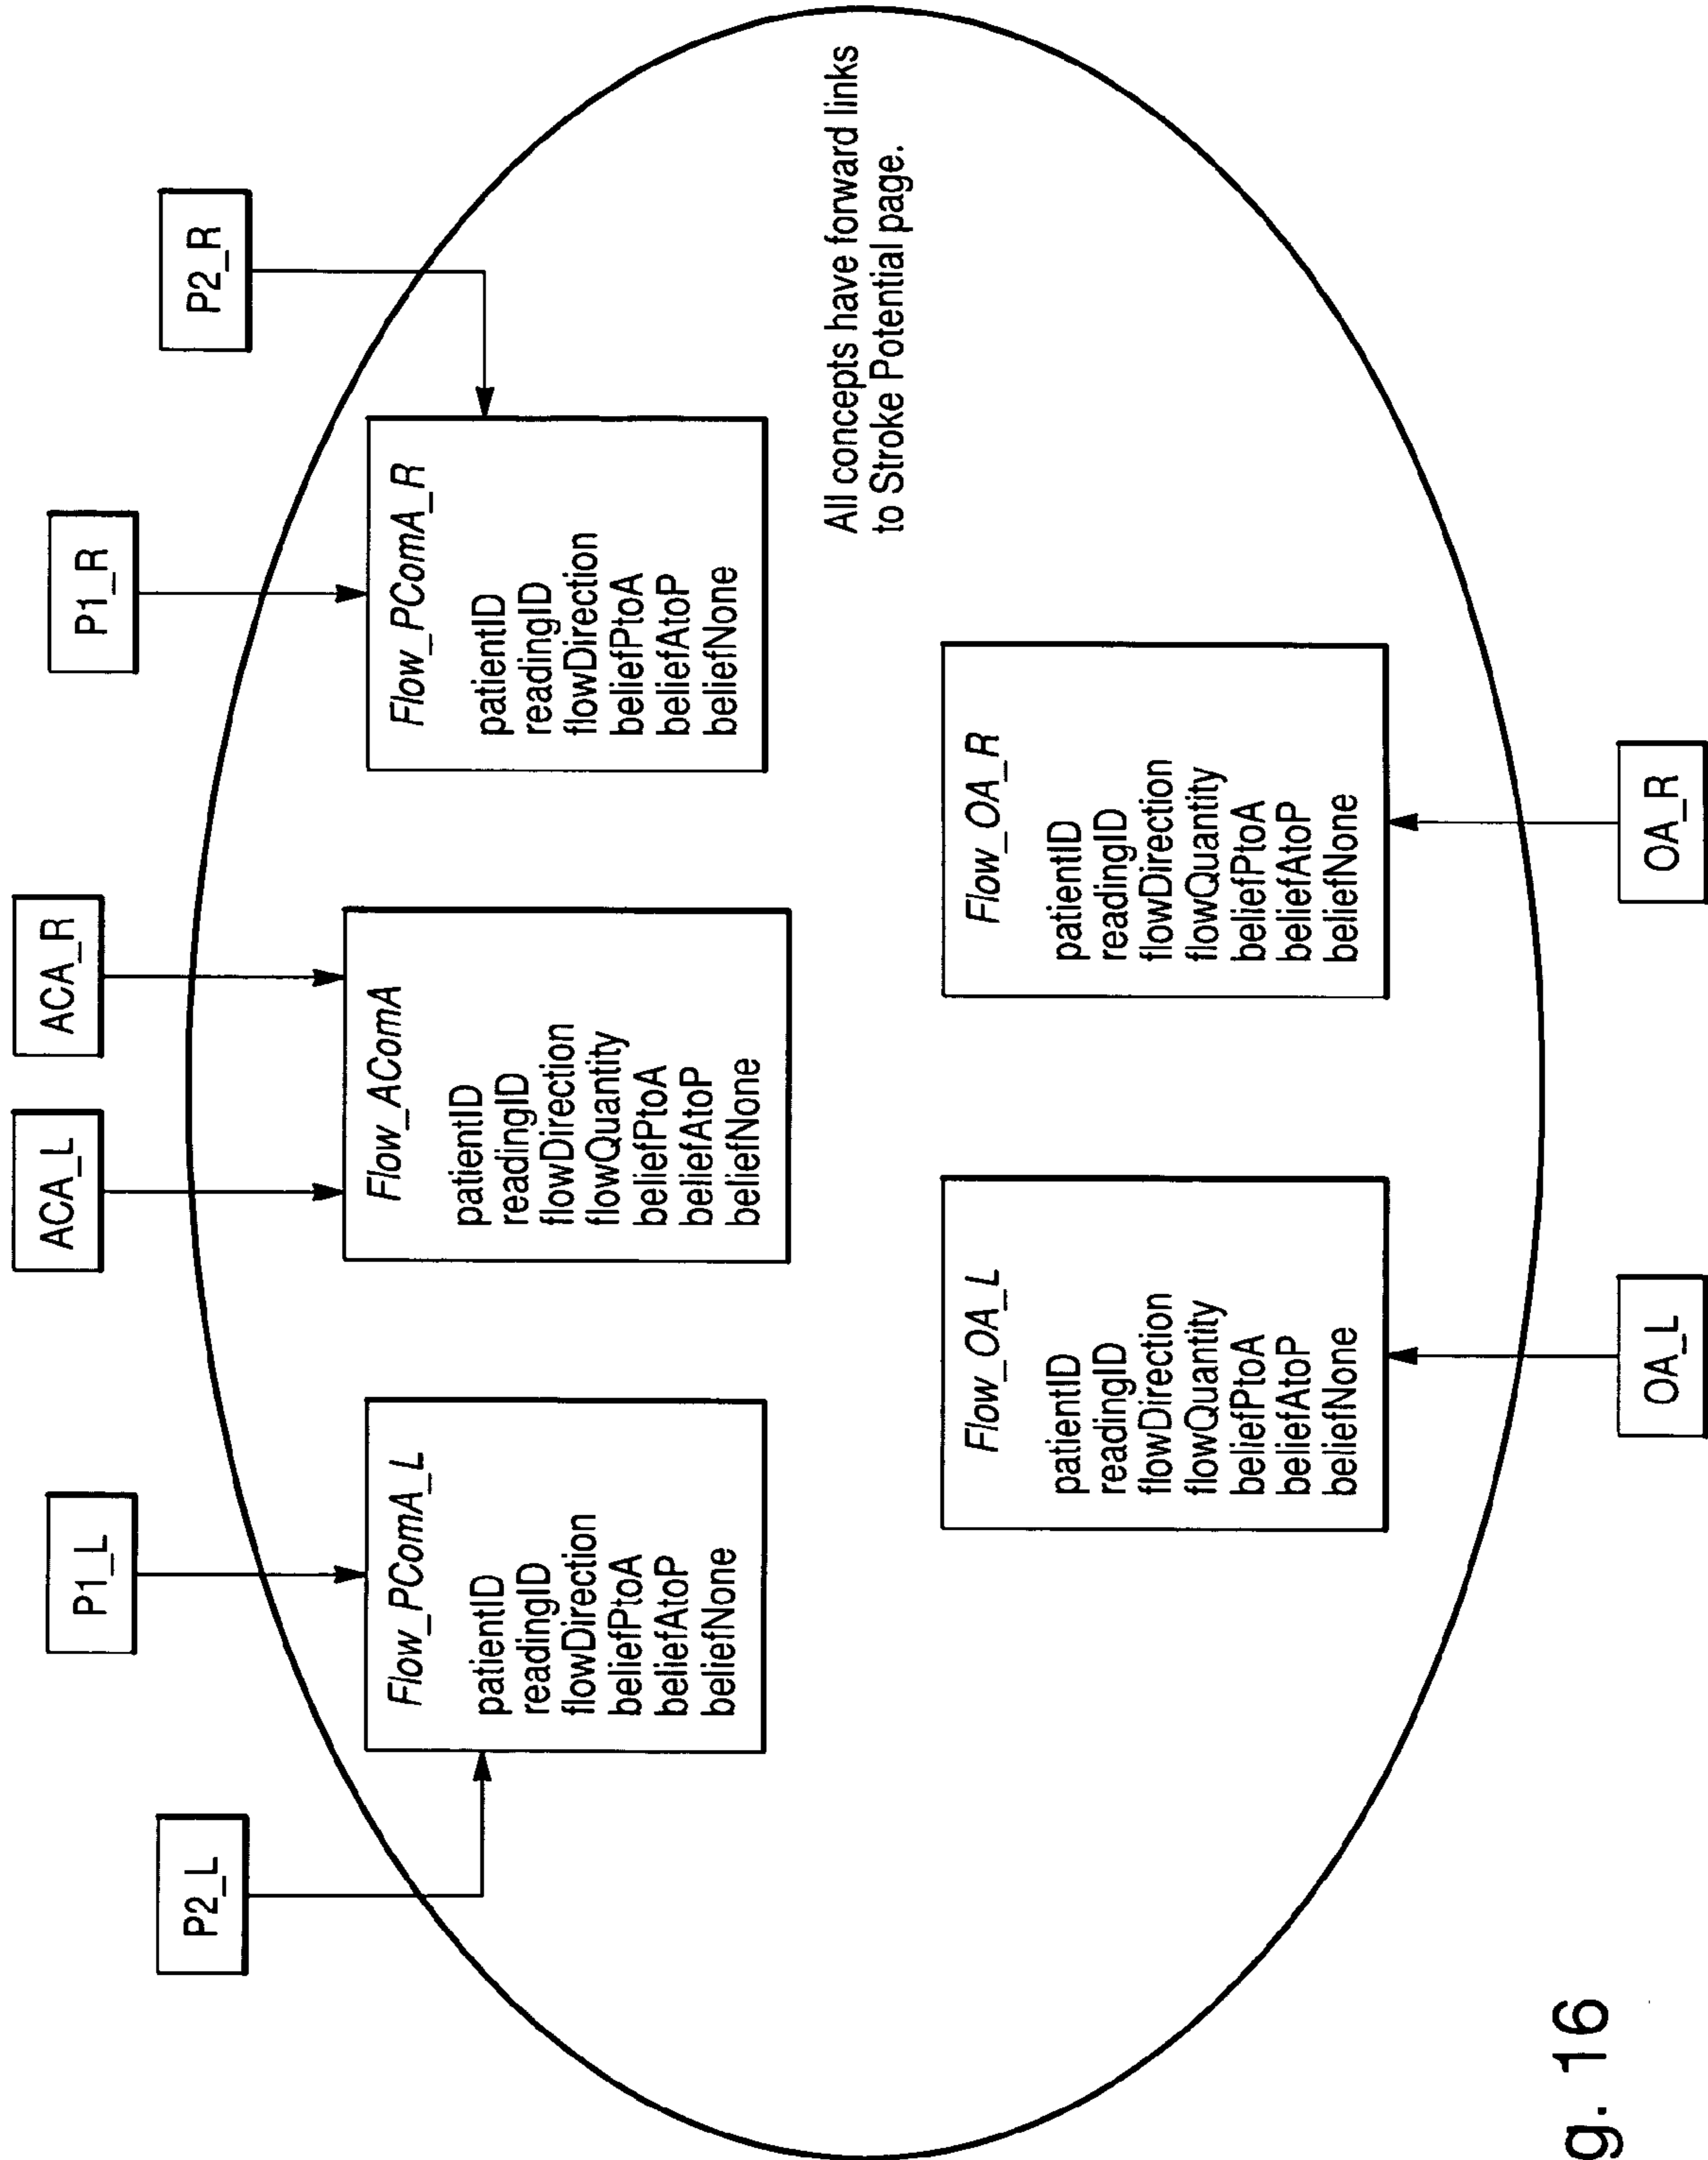 ACA_L
ACA_R
P1_L
P1_R
P2_L
P2_R
Flow_PComA_L
patientID
readingID
flowDirection
beliefPtoA
beliefAtoP
beliefNone
Flow_AComA
patientID
readingID
flowDirection
flowQuantity
beliefPtoA
beliefAtoP
beliefNone
Flow_PComA_R
patientID
readingID
flowDirection
beliefPtoA
beliefAtoP
beliefNone
All concepts have forward links
to Stroke Potential page.
Flow_OA_L
patientID
readingID
flowDirection
flowQuantity
beliefPtoA
beliefAtoP
beliefNone
Flow_OA_R
patientID
readingID
flowDirection
flowQuantity
beliefPtoA
beliefAtoP
beliefNone
OA_L
OA_R
g. 16